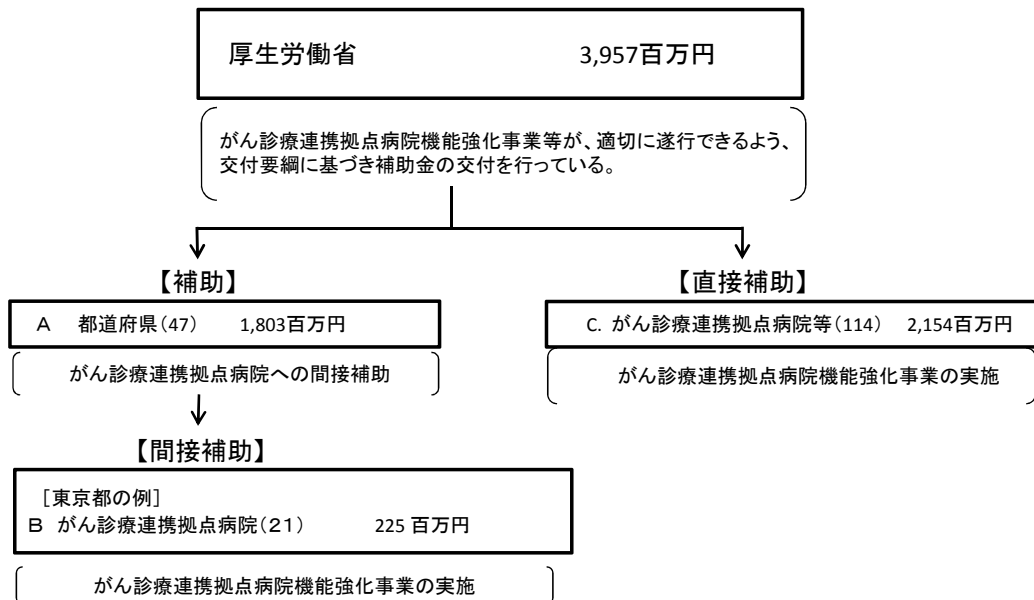 厚生労働省 3,957百万円
がん診療連携拠点病院機能強化事業等が、適切に遂行できるよう、
交付要綱に基づき補助金の交付を行っている。
【補助】
A 都道府県(47) 1,803百万円
がん診療連携拠点病院への間接補助
【直接補助】
C. がん診療連携拠点病院等(114) 2,154百万円
がん診療連携拠点病院機能強化事業の実施
【間接補助】
[東京都の例]
B がん診療連携拠点病院(21) 225 百万円
がん診療連携拠点病院機能強化事業の実施